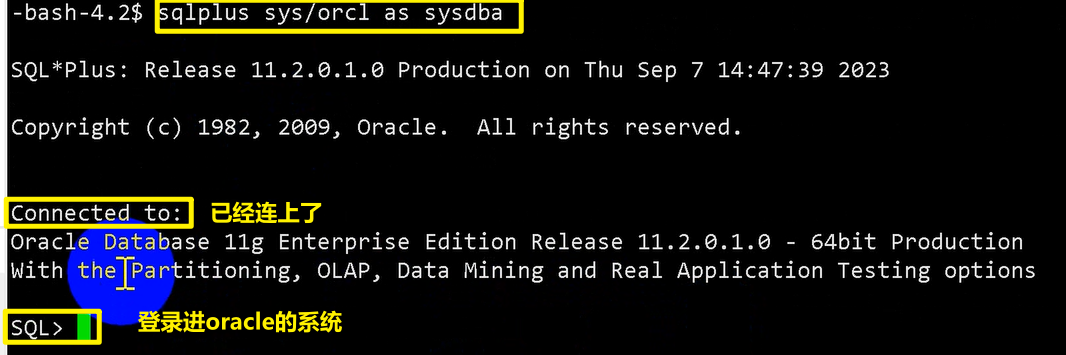 -bash-4.2$ sqlplus sys/orcl as sysdba
SQL*Plus: Release 11.2.0.1.0 Production on Thu Sep 7 14:47:39 2023
Copyright (c) 1982, 2009, Oracle.  All rights reserved.
Connected to: 已经连上了
Oracle Database 11g Enterprise Edition Release 11.2.0.1.0 - 64bit Production
With the Partitioning, OLAP, Data Mining and Real Application Testing options
SQL> 登录进oracle的系统